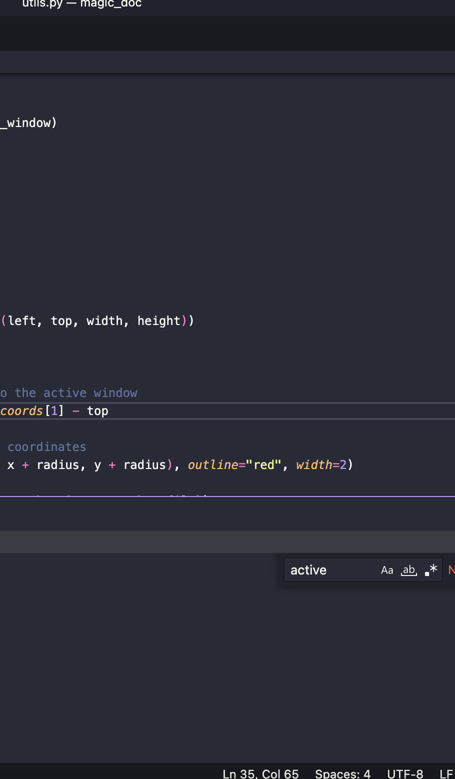 utils.py — magic_doc
_window)
(left, top, width, height))
o the active window
coords[1] - top
coordinates
x + radius, y + radius), outline="red", width=2)
active Aa ab .* N
Ln 35, Col 65 Spaces: 4 UTF-8 LF